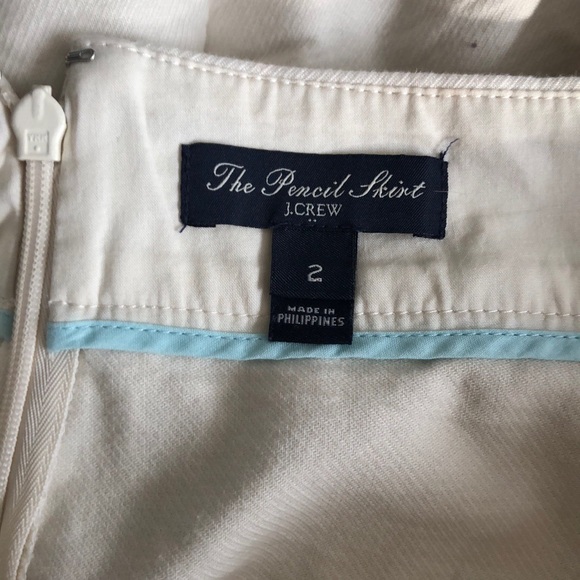 The Pencil Skirt
J.CREW
2
MADE IN
PHILIPPINES